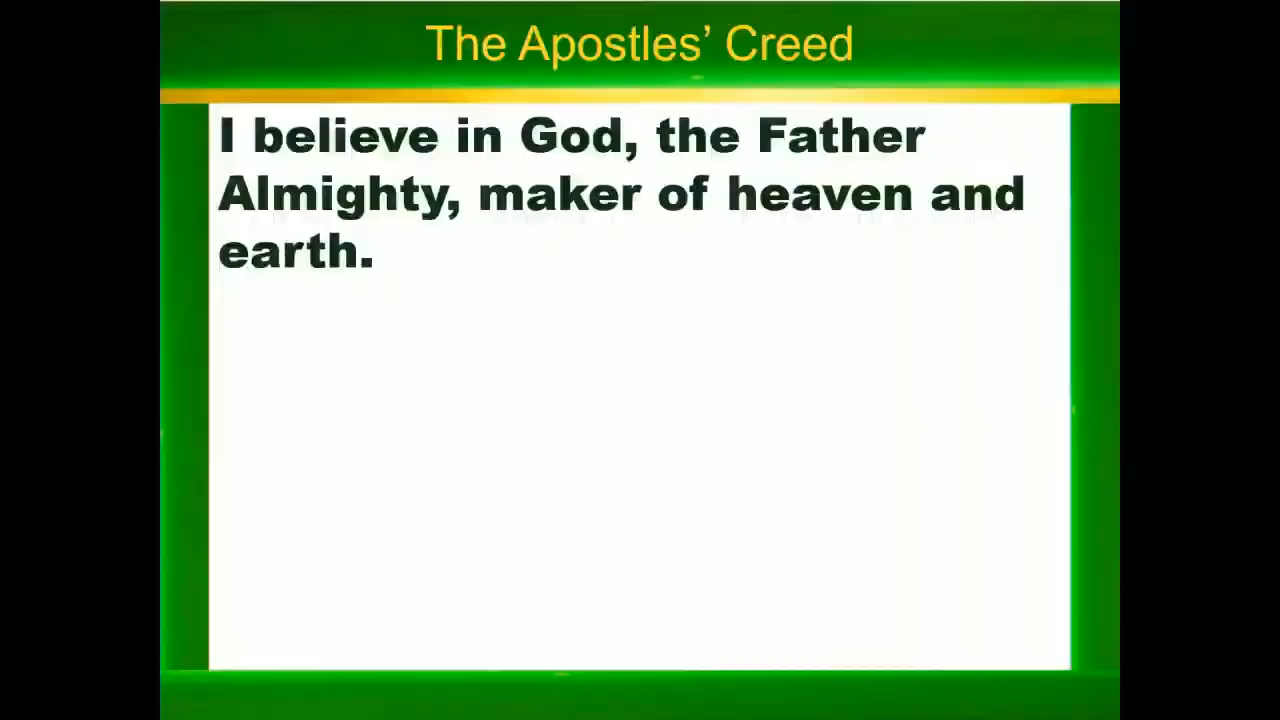 The Apostles’ Creed
I believe in God, the Father
Almighty, maker of heaven and
earth.